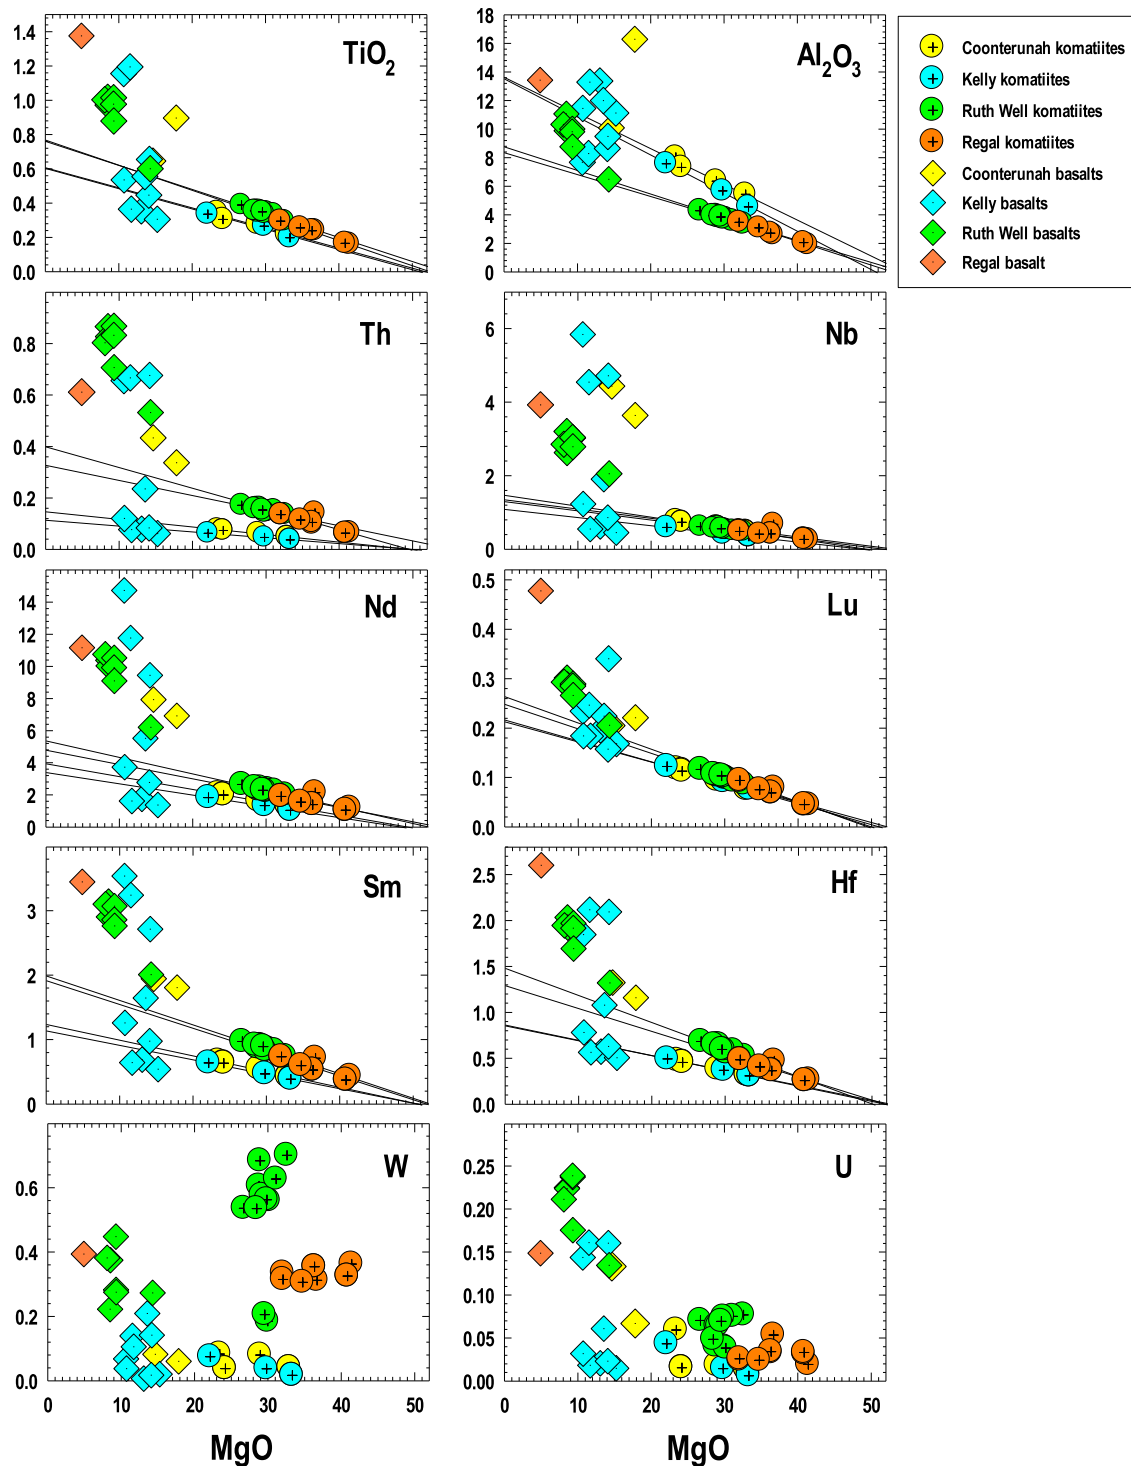 TiO2
1.4
1.2
1.0
0.8
0.6
0.4
0.2
0.0
Al2O3
18
16
14
12
10
8
6
4
2
0
Coonterunah komatiites
Kelly komatiites
Ruth Well komatiites
Regal komatiites
Coonterunah basalts
Kelly basalts
Ruth Well basalts
Regal basalt
Th
0.8
0.6
0.4
0.2
0.0
Nb
6
4
2
0
Nd
14
12
10
8
6
4
2
0
Lu
0.5
0.4
0.3
0.2
0.1
0.0
Sm
3
2
1
0
Hf
2.5
2.0
1.5
1.0
0.5
0.0
W
0.6
0.4
0.2
0.0
0 10 20 30 40 50
MgO
U
0.25
0.20
0.15
0.10
0.05
0.00
0 10 20 30 40 50
MgO